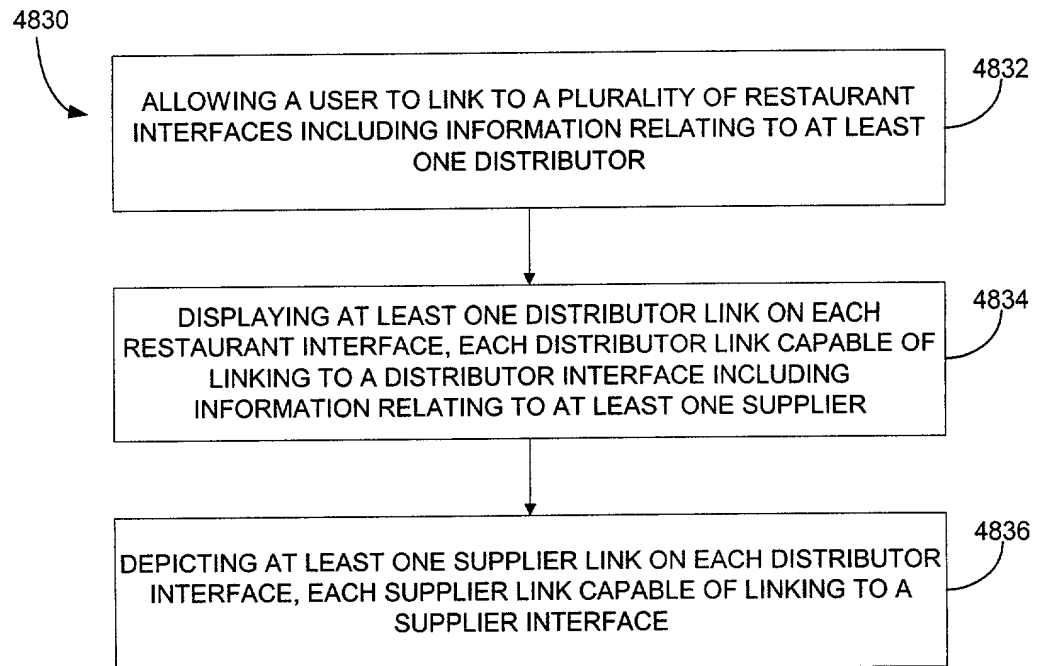 4830
4832
ALLOWING A USER TO LINK TO A PLURALITY OF RESTAURANT
INTERFACES INCLUDING INFORMATION RELATING TO AT LEAST
ONE DISTRIBUTOR
4834
DISPLAYING AT LEAST ONE DISTRIBUTOR LINK ON EACH
RESTAURANT INTERFACE, EACH DISTRIBUTOR LINK CAPABLE OF
LINKING TO A DISTRIBUTOR INTERFACE INCLUDING
INFORMATION RELATING TO AT LEAST ONE SUPPLIER
4836
DEPICTING AT LEAST ONE SUPPLIER LINK ON EACH DISTRIBUTOR
INTERFACE, EACH SUPPLIER LINK CAPABLE OF LINKING TO A
SUPPLIER INTERFACE